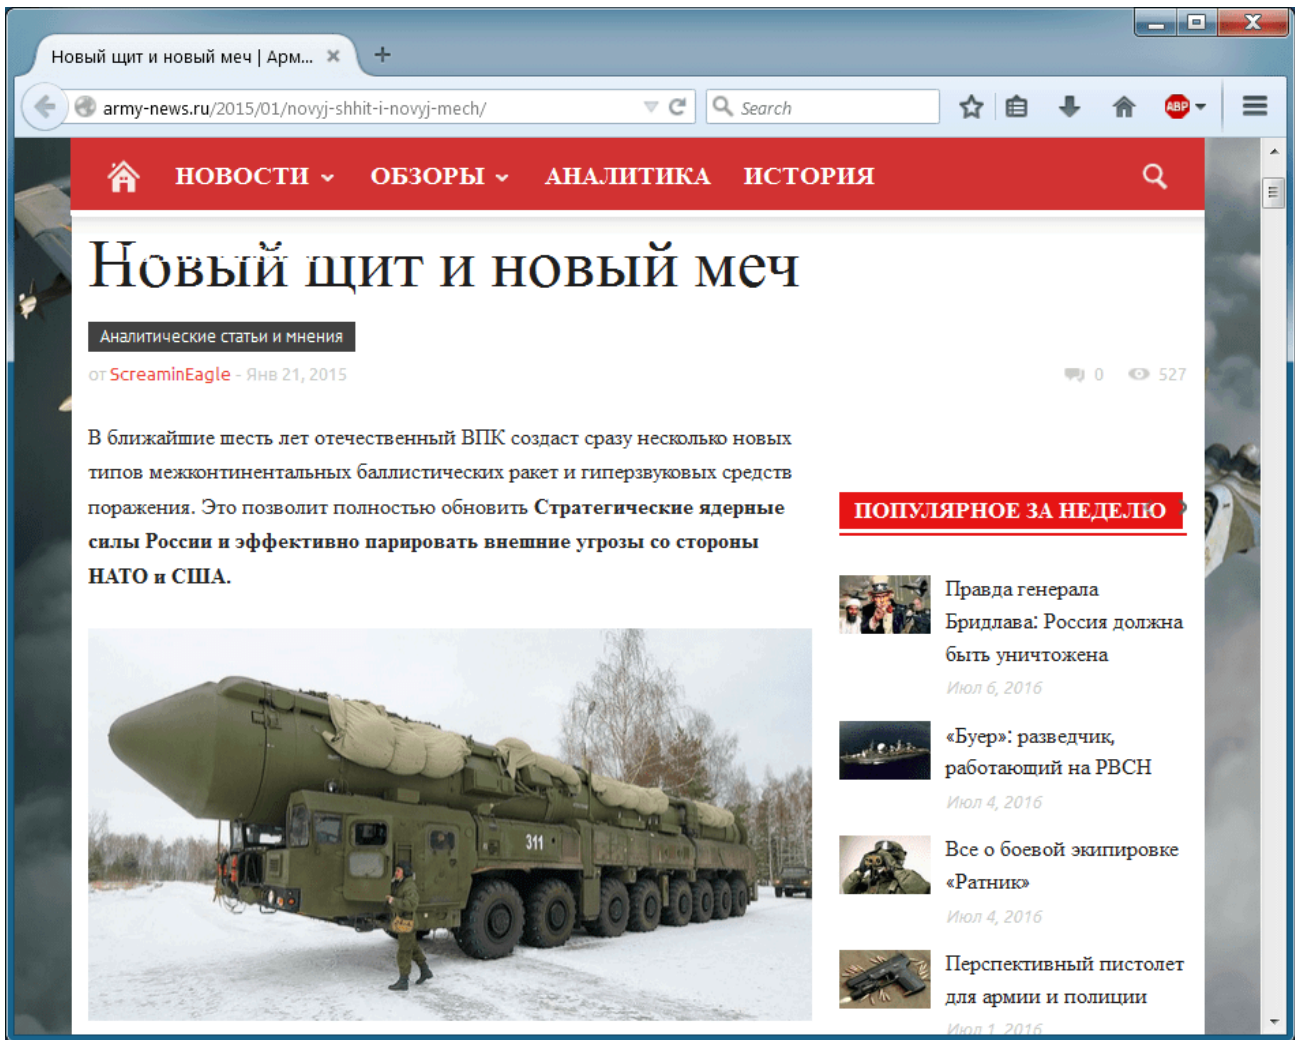 Новый щит и новый меч | Арм...
army-news.ru/2015/01/novyj-shhit-i-novyj-mech/
Search
ABP
НОВОСТИ ОБЗОРЫ АНАЛИТИКА ИСТОРИЯ
Новый щит и новый меч
Аналитические статьи и мнения
от ScreaminEagle - Янв 21, 2015
0 527
В ближайшие шесть лет отечественный ВПК создаст сразу несколько новых
типов межконтинентальных баллистических ракет и гиперзвуковых средств
поражения. Это позволит полностью обновить Стратегические ядерные
силы России и эффективно парировать внешние угрозы со стороны
НАТО и США.
311
ПОПУЛЯРНОЕ ЗА НЕДЕЛЮ
Правда генерала
Бридлава: Россия должна
быть уничтожена
Июл 6, 2016
«Буер»: разведчик,
работающий на РВСН
Июл 4, 2016
Все о боевой экипировке
«Ратник»
Июл 4, 2016
Перспективный пистолет
для армии и полиции
Июл 1, 2016